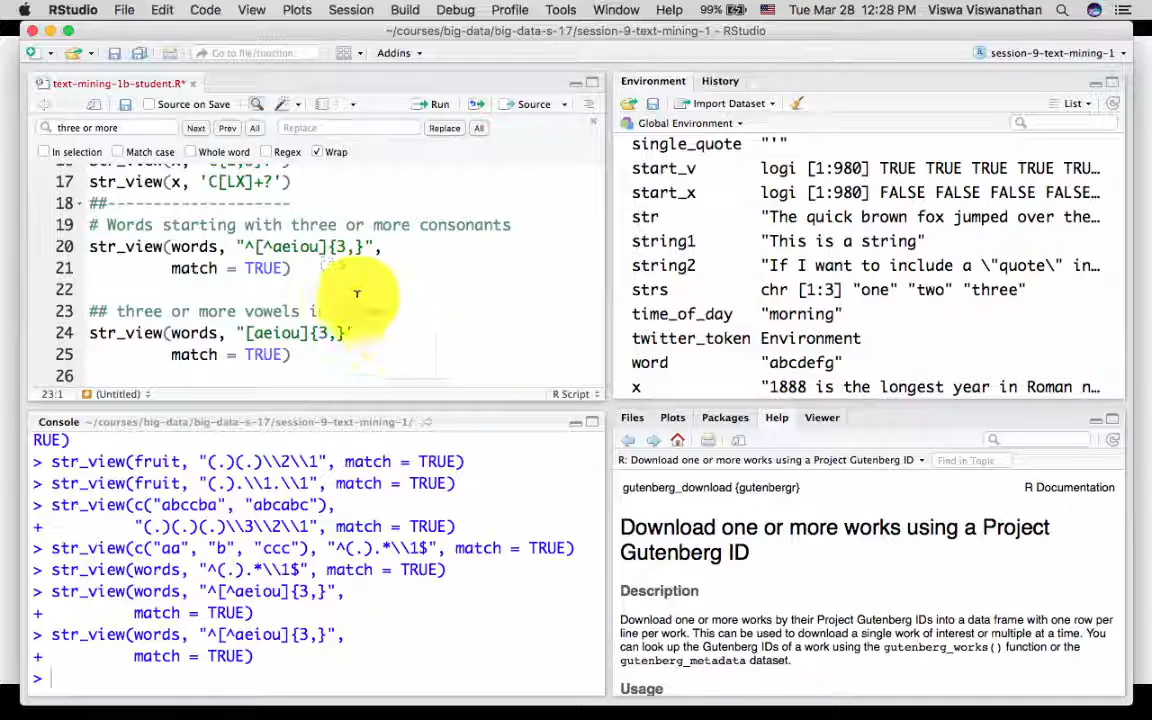 RStudio File Edit Code View Plots Session Build Debug Profile Tools Window Help 99% Tue Mar 28 12:28 PM Viswa Viswanathan
~/courses/big-data/big-data-s-17/session-9-text-mining-1 - RStudio
Go to file/function Addins session-9-text-mining-1
text-mining-1b-student.R*
Source on Save Run Source
three or more Next Prev All Replace Replace All
In selection Match case Whole word Regex Wrap
17 str_view(x, 'C[LX]+?')
18 ##--------------------
19 # Words starting with three or more consonants
20 str_view(words, "^[^aeiou]{3,}",
21 match = TRUE)
22
23 ## three or more vowels i
24 str_view(words, "[aeiou]{3,}"
25 match = TRUE)
26
23:1 (Untitled) R Script
Console ~/courses/big-data/big-data-s-17/session-9-text-mining-1/
RUE)
> str_view(fruit, "(.)(.)\\2\\1", match = TRUE)
> str_view(fruit, "(.).\\1.\\1", match = TRUE)
> str_view(c("abccba", "abcabc"),
+ "(.)(.)(.)\\3\\2\\1", match = TRUE)
> str_view(c("aa", "b", "ccc"), "^(.).*\\1$", match = TRUE)
> str_view(words, "^(.).*\\1$", match = TRUE)
> str_view(words, "^[^aeiou]{3,}",
+ match = TRUE)
> str_view(words, "^[^aeiou]{3,}",
+ match = TRUE)
>
Environment History
Import Dataset List
Global Environment
single_quote "'"
start_v logi [1:980] TRUE TRUE TRUE TRUE TRU…
start_x logi [1:980] FALSE FALSE FALSE FALSE…
str "The quick brown fox jumped over the…
string1 "This is a string"
string2 "If I want to include a \"quote\" in…
strs chr [1:3] "one" "two" "three"
time_of_day "morning"
twitter_token Environment
word "abcdefg"
x "1888 is the longest year in Roman n…
Files Plots Packages Help Viewer
R: Download one or more works using a Project Gutenberg ID Find in Topic
gutenberg_download {gutenbergr} R Documentation
Download one or more works using a Project
Gutenberg ID
Description
Download one or more works by their Project Gutenberg IDs into a data frame with one row per
line per work. This can be used to download a single work of interest or multiple at a time. You
can look up the Gutenberg IDs of a work using the gutenberg_works() function or the
gutenberg_metadata dataset.
Usage